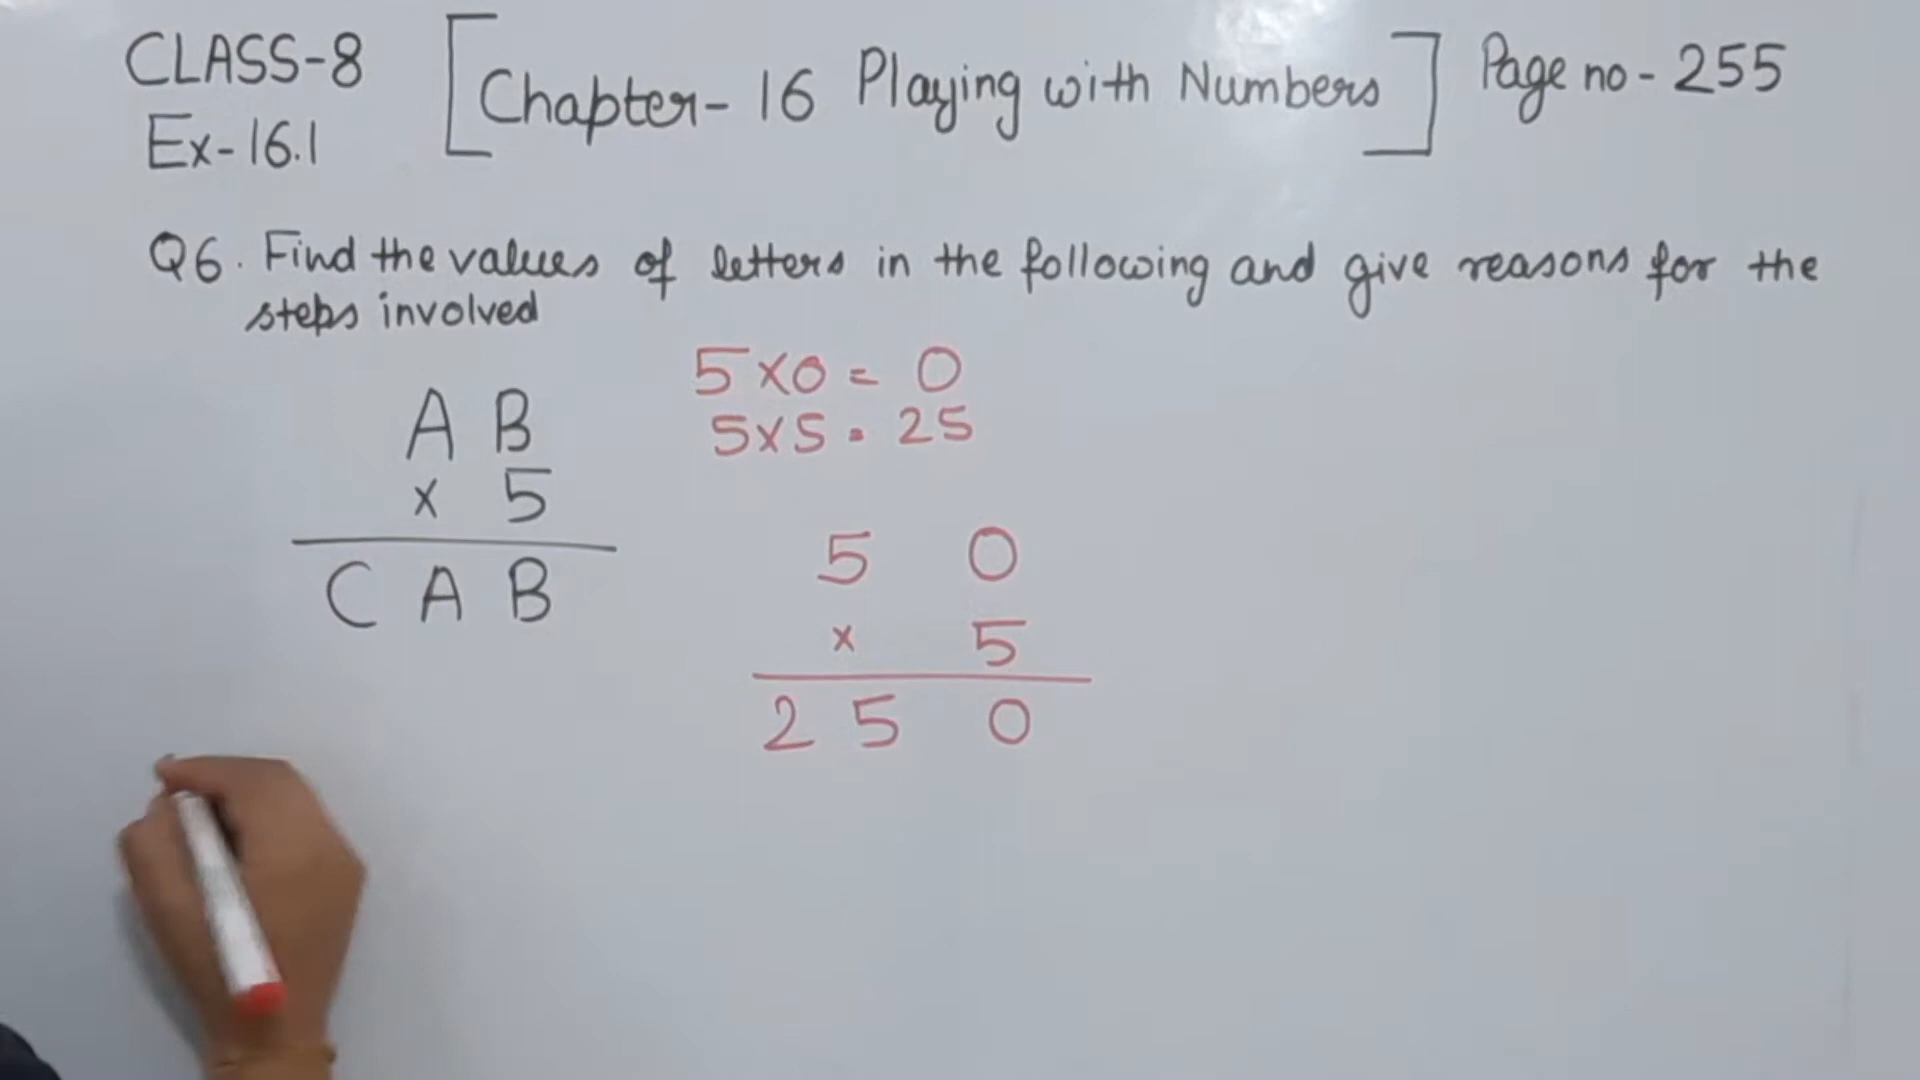 CLASS-8 [Chapter-16 Playing with Numbers] Page no-255
Ex-16.1
Q6. Find the values of letters in the following and give reasons for the
steps involved
A B
× 5
C A B
5×0 = 0
5×5 = 25
5 0
× 5
2 5 0